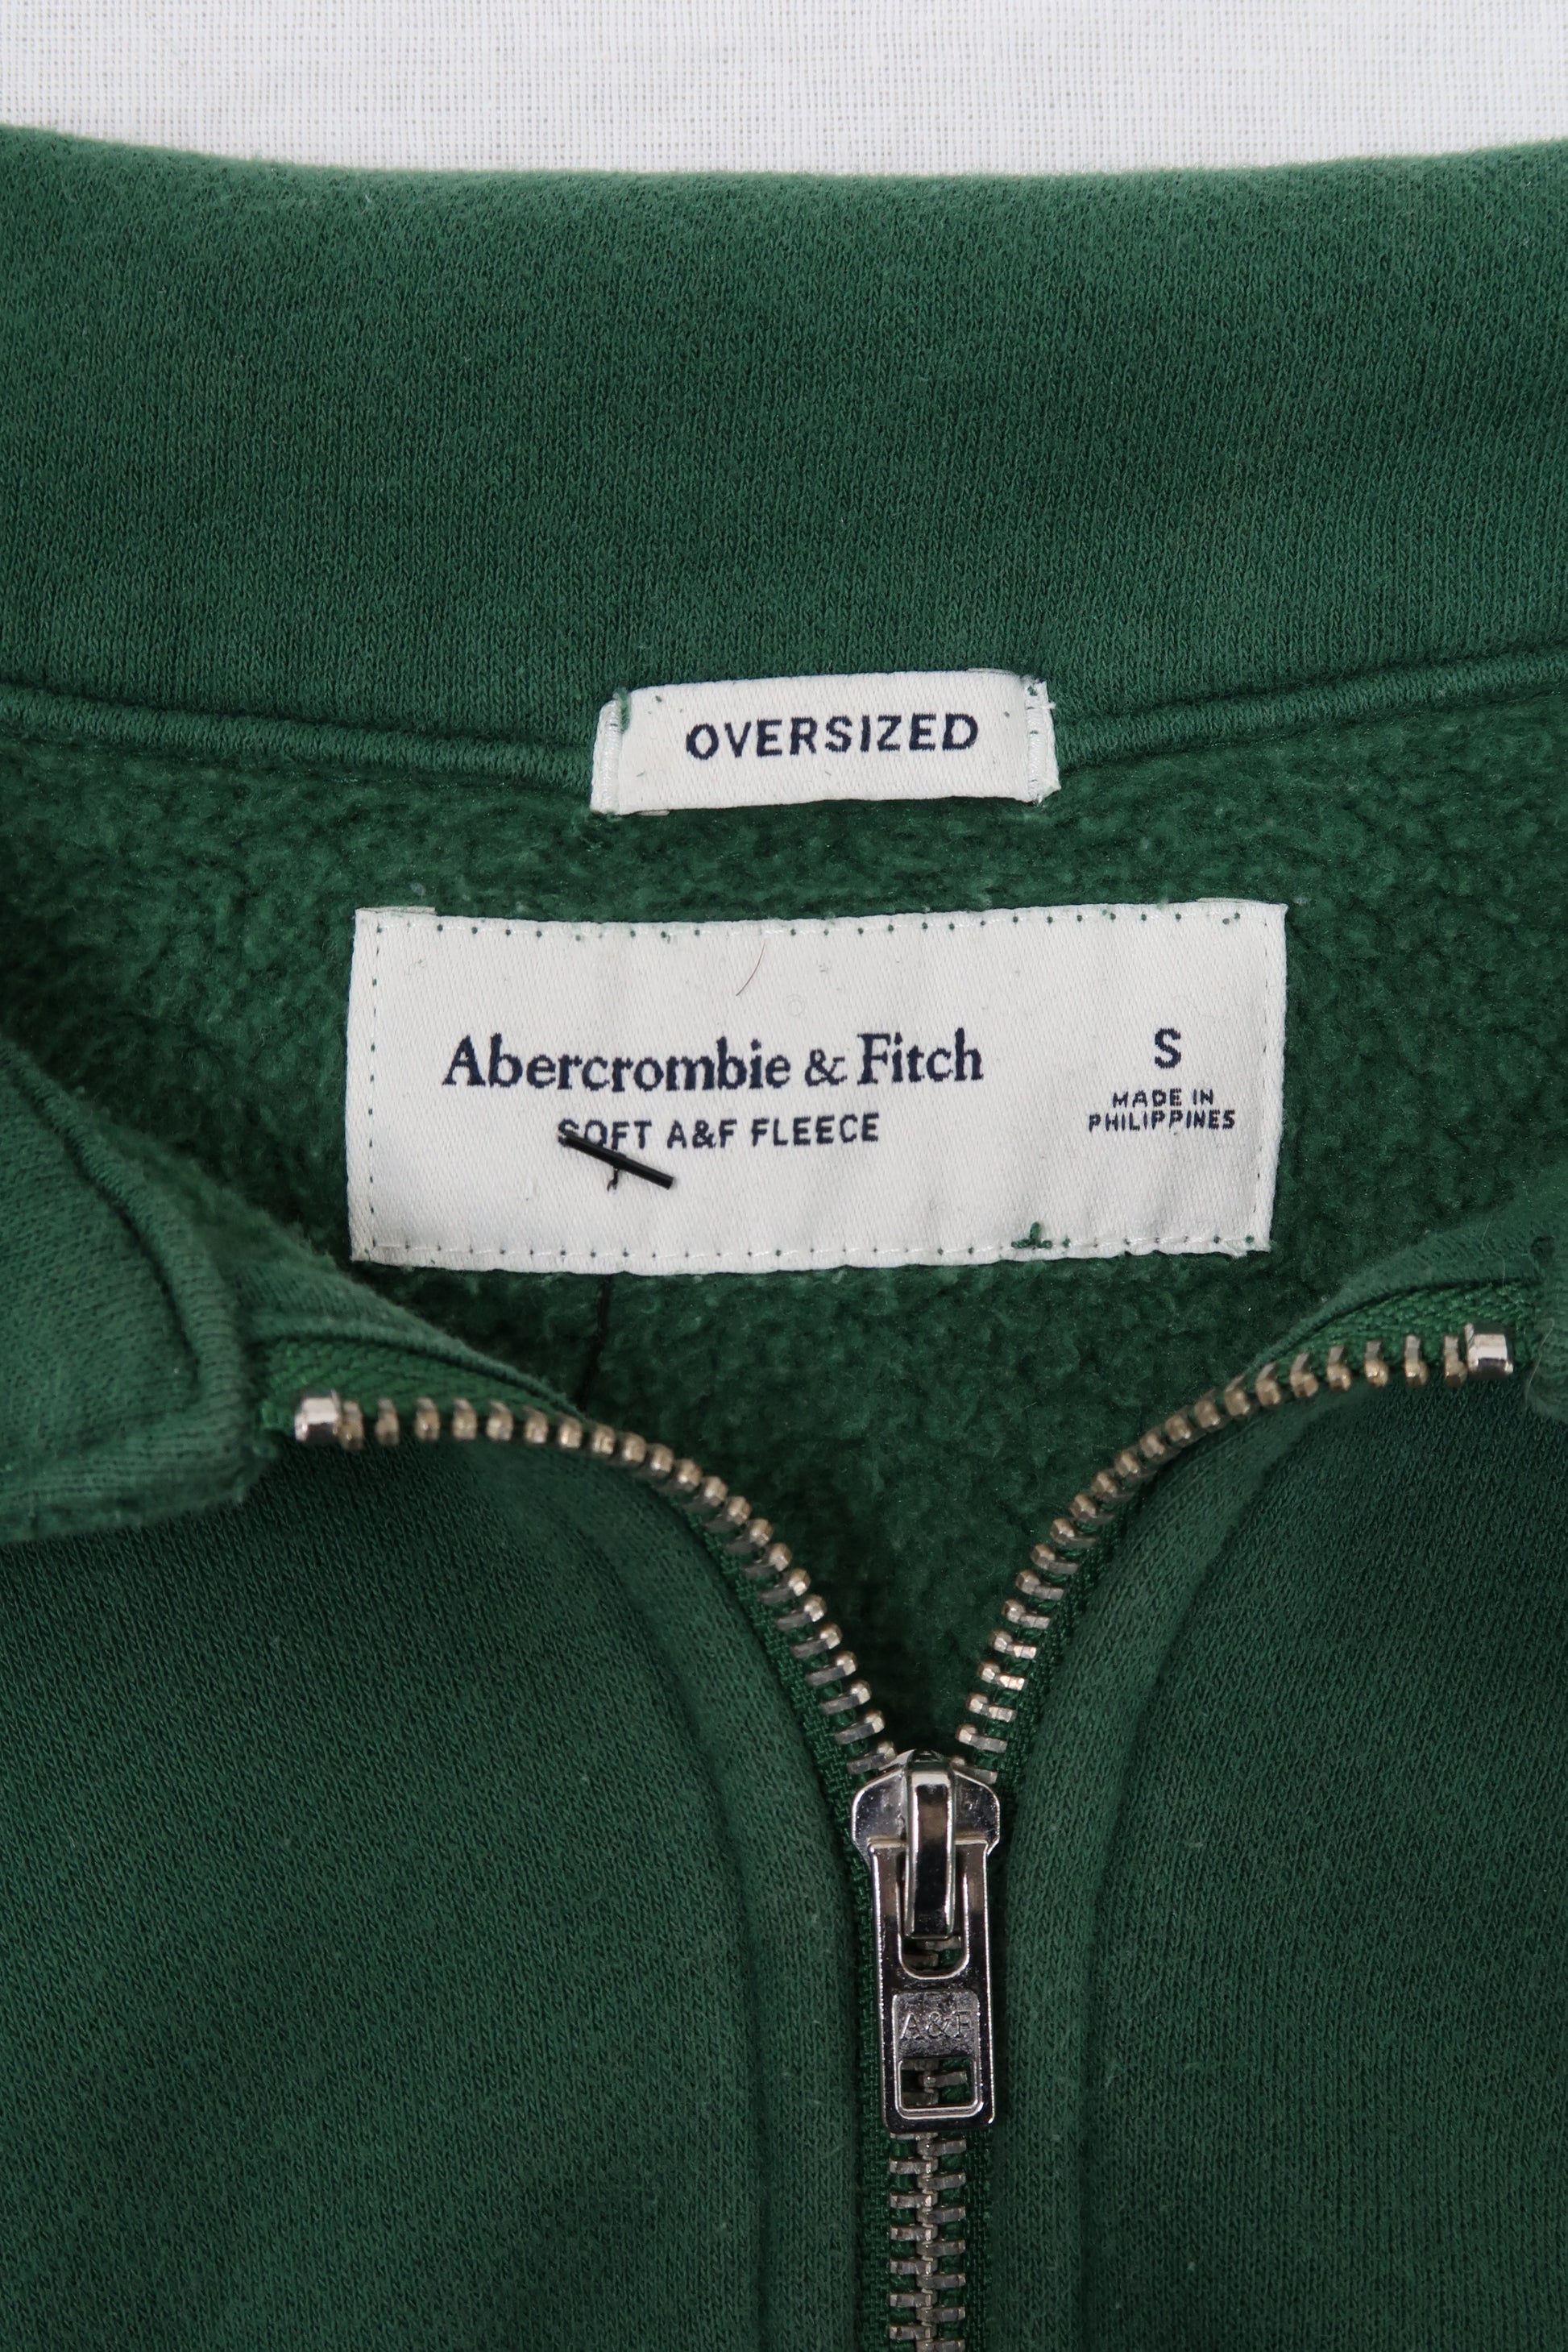 OVERSIZED
Abercrombie & Fitch
SOFT A&F FLEECE
S
MADE IN
PHILIPPINES
A&F